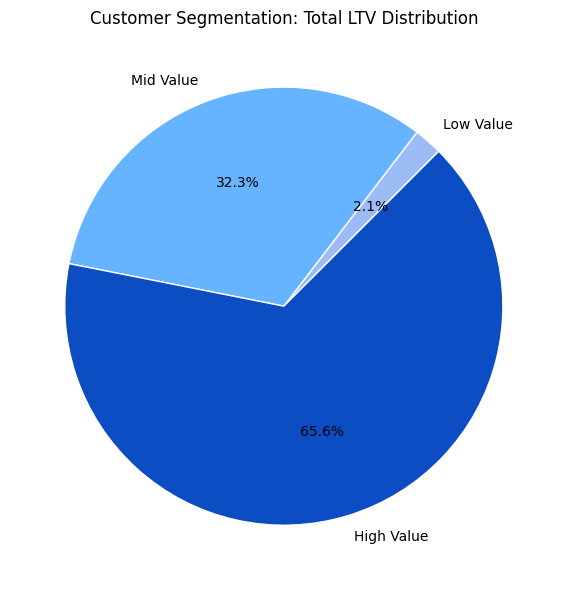 Customer Segmentation: Total LTV Distribution
Mid Value
Low Value
32.3%
2.1%
65.6%
High Value